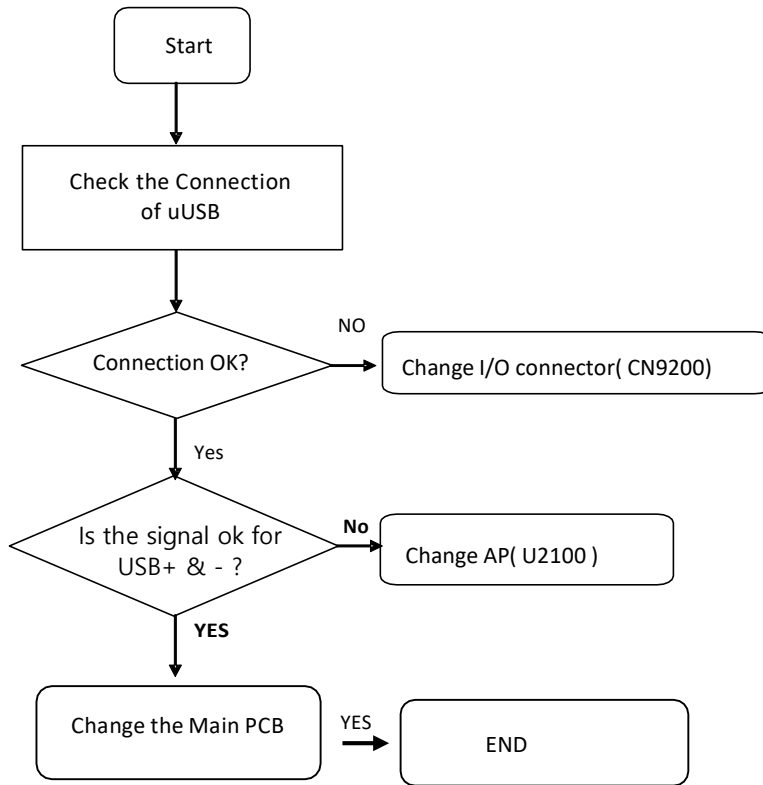 Start
Check the Connection
of uUSB
NO
Connection OK?
Change I/O connector( CN9200)
Yes
No
Is the signal ok for
USB+ & - ?
Change AP( U2100 )
YES
Change the Main PCB
YES
END